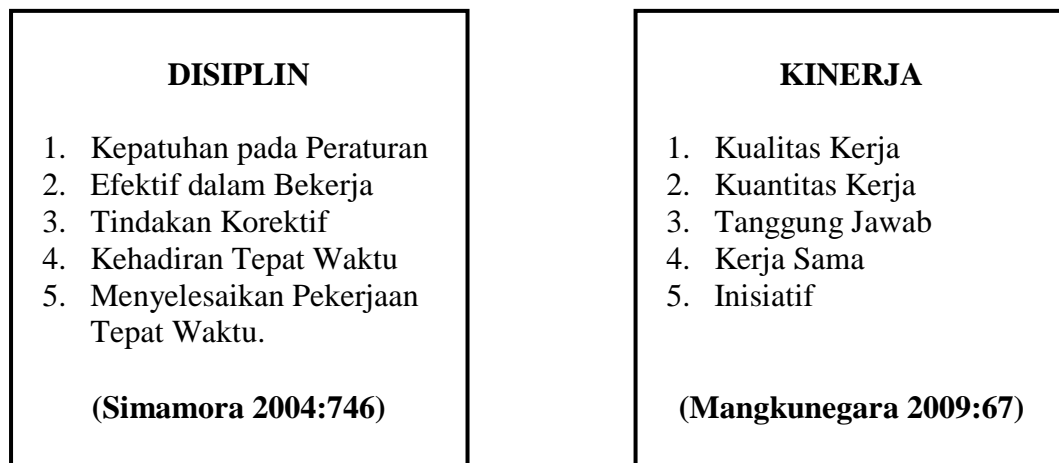 DISIPLIN
1. Kepatuhan pada Peraturan
2. Efektif dalam Bekerja
3. Tindakan Korektif
4. Kehadiran Tepat Waktu
5. Menyelesaikan Pekerjaan
Tepat Waktu.
(Simamora 2004:746)
KINERJA
1. Kualitas Kerja
2. Kuantitas Kerja
3. Tanggung Jawab
4. Kerja Sama
5. Inisiatif
(Mangkunegara 2009:67)